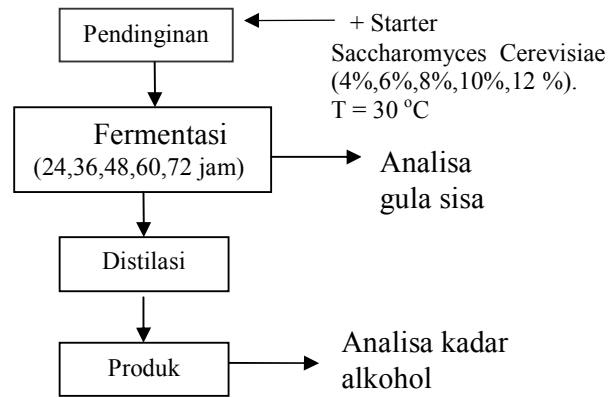 Pendinginan
+ Starter
Saccharomyces Cerevisiae
(4%,6%,8%,10%,12 %).
T = 30 °C
Fermentasi
(24,36,48,60,72 jam)
Analisa
gula sisa
Distilasi
Produk
Analisa kadar
alkohol